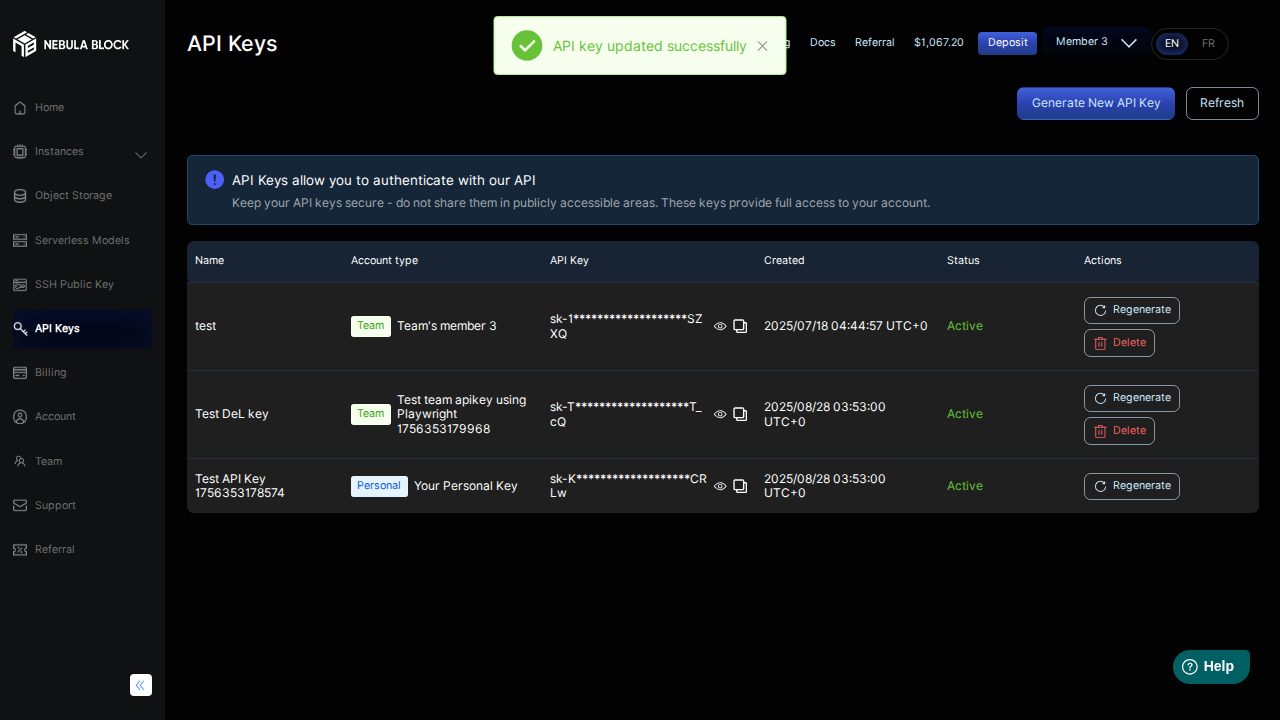 NEBULA BLOCK
API Keys
API key updated successfully
Docs
Referral
$1,067.20
Deposit
Member 3
EN
FR
Home
Instances
Object Storage
Serverless Models
SSH Public Key
API Keys
Billing
Account
Team
Support
Referral
Generate New API Key
Refresh
API Keys allow you to authenticate with our API
Keep your API keys secure - do not share them in publicly accessible areas. These keys provide full access to your account.
Name Account type API Key Created Status Actions
test
Team
Team's member 3
sk-1*******************SZ
XQ
2025/07/18 04:44:57 UTC+0
Active
Regenerate
Delete
Test DeL key
Team
Test team apikey using
Playwright
1756353179968
sk-T*******************T_
cQ
2025/08/28 03:53:00
UTC+0
Active
Regenerate
Delete
Test API Key
1756353178574
Personal
Your Personal Key
sk-K*******************CR
Lw
2025/08/28 03:53:00
UTC+0
Active
Regenerate
Help